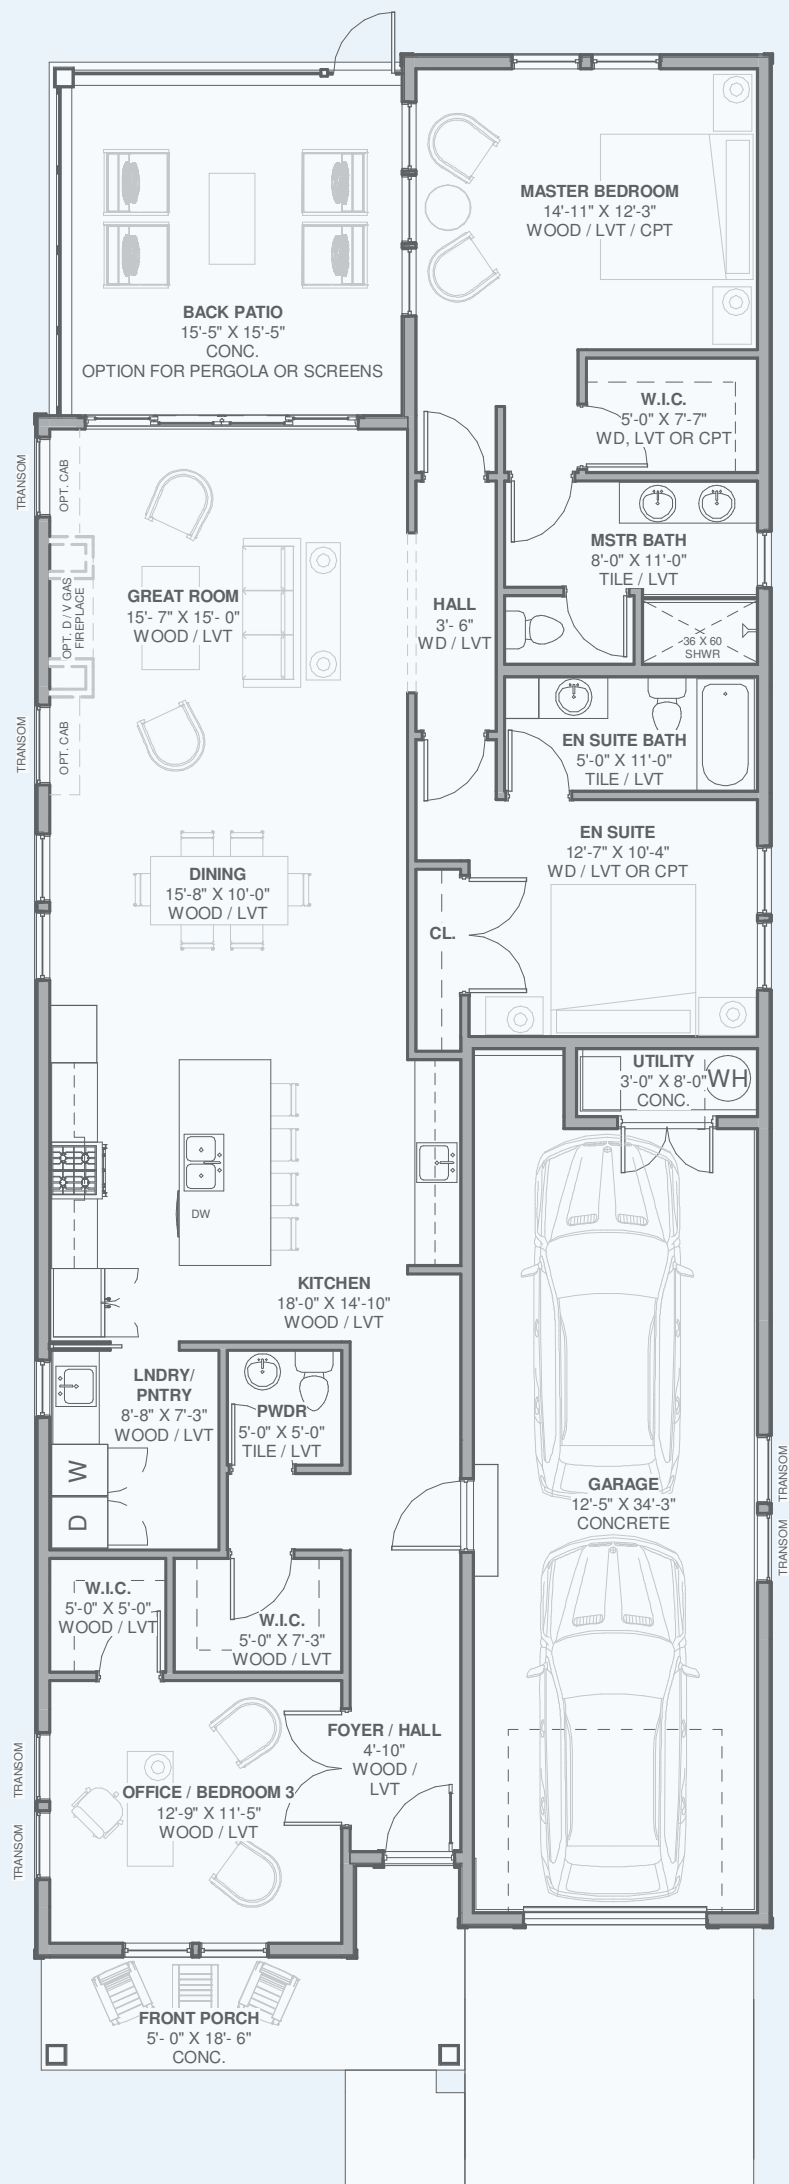 MASTER BEDROOM
14'-11" X 12'-3"
WOOD / LVT / CPT
BACK PATIO
15'-5" X 15'-5"
CONC.
OPTION FOR PERGOLA OR SCREENS
W.I.C.
5'-0" X 7'-7"
WD, LVT OR CPT
TRANSOM
OPT. CAB
MSTR BATH
8'-0" X 11'-0"
TILE / LVT
GREAT ROOM
15'- 7" X 15'- 0"
WOOD / LVT
OPT. D / V GAS
FIREPLACE
HALL
3'- 6"
WD / LVT
36 X 60
SHWR
TRANSOM
OPT. CAB
EN SUITE BATH
5'-0" X 11'-0"
TILE / LVT
EN SUITE
12'-7" X 10'-4"
WD / LVT OR CPT
DINING
15'-8" X 10'-0"
WOOD / LVT
CL.
UTILITY
3'-0" X 8'-0"
CONC.
WH
DW
KITCHEN
18'-0" X 14'-10"
WOOD / LVT
LNDRY/
PNTRY
8'-8" X 7'-3"
WOOD / LVT
PWDR
5'-0" X 5'-0"
TILE / LVT
W
D
GARAGE
12'-5" X 34'-3"
CONCRETE
TRANSOM
TRANSOM
W.I.C.
5'-0" X 5'-0"
WOOD / LVT
W.I.C.
5'-0" X 7'-3"
WOOD / LVT
FOYER / HALL
4'-10"
WOOD /
LVT
TRANSOM
TRANSOM
OFFICE / BEDROOM 3
12'-9" X 11'-5"
WOOD / LVT
FRONT PORCH
5'- 0" X 18'- 6"
CONC.